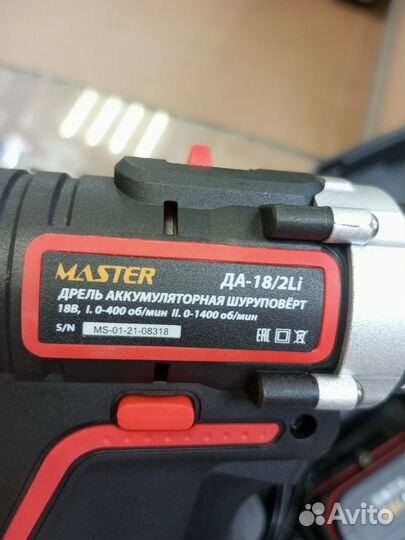 MASTER ДА-18/2Li
ДРЕЛЬ АККУМУЛЯТОРНАЯ ШУРУПОВЁРТ
18В, I. 0-400 об/мин II. 0-1400 об/мин
S/N MS-01-21-08318
EAC
Avito